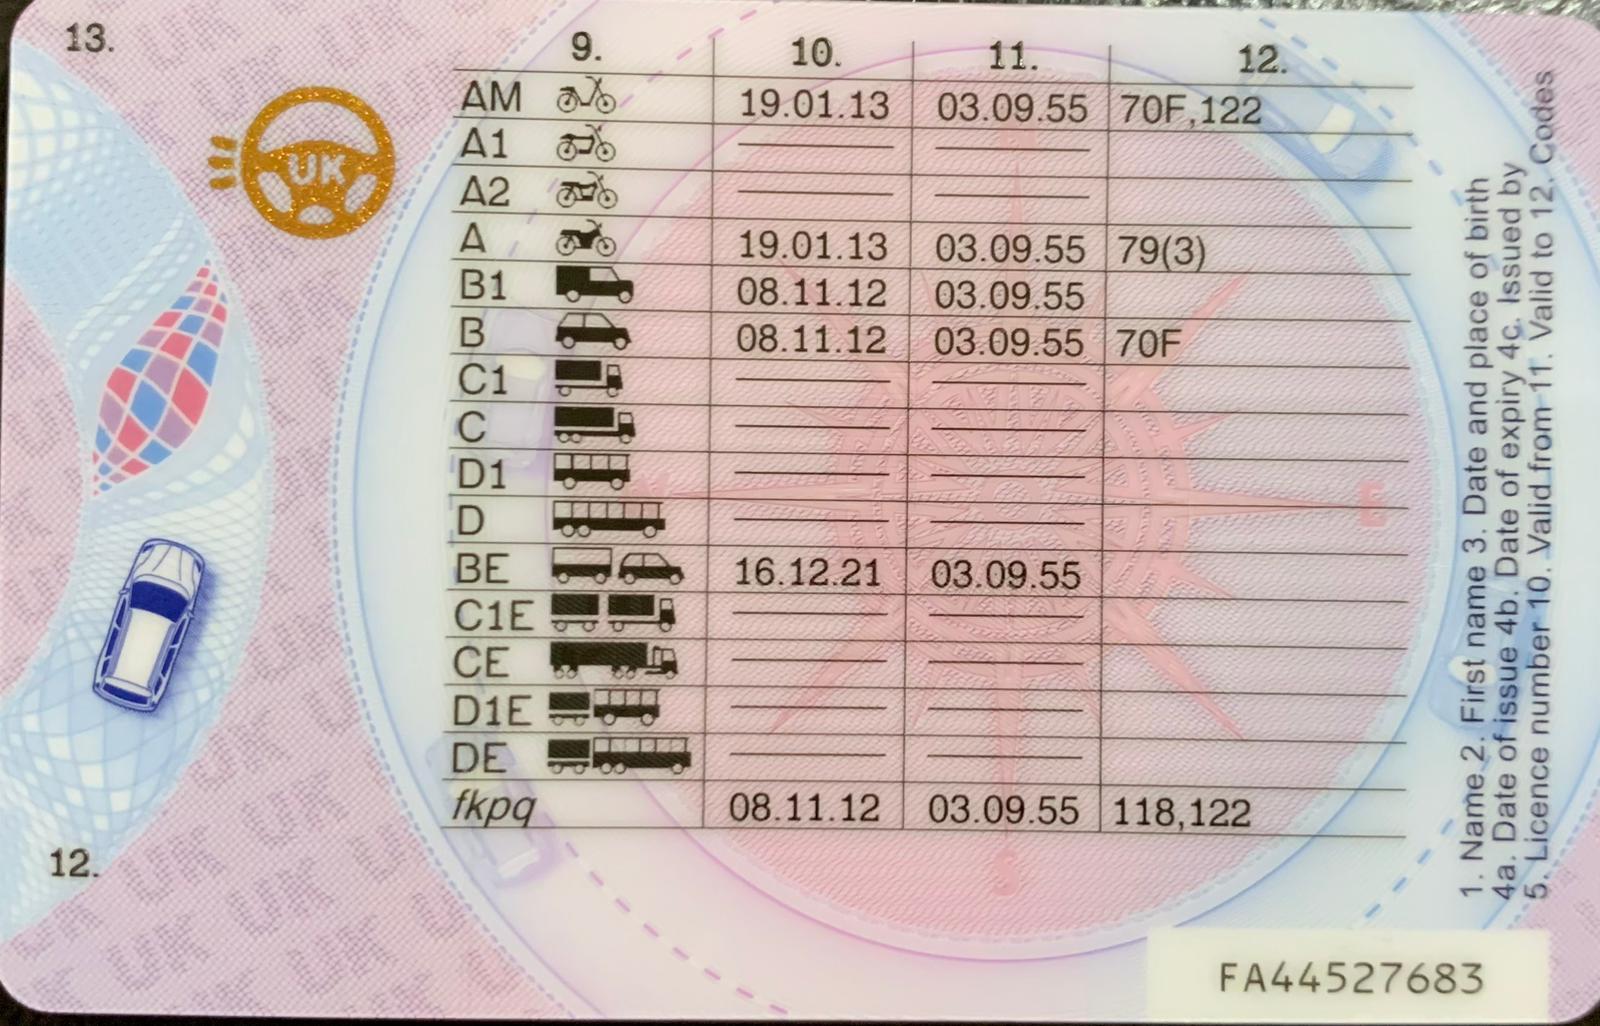 13.
9. 10. 11. 12.
UK
AM 19.01.13 03.09.55 70F,122
A1
A2
A 19.01.13 03.09.55 79(3)
B1 08.11.12 03.09.55
B 08.11.12 03.09.55 70F
C1
C
D1
D
BE 16.12.21 03.09.55
C1E
CE
D1E
DE
fkpq 08.11.12 03.09.55 118,122
12.
E
S
1. Name 2. First name 3. Date and place of birth
4a. Date of issue 4b. Date of expiry 4c. Issued by
5. Licence number 10. Valid from 11. Valid to 12. Codes
FA44527683